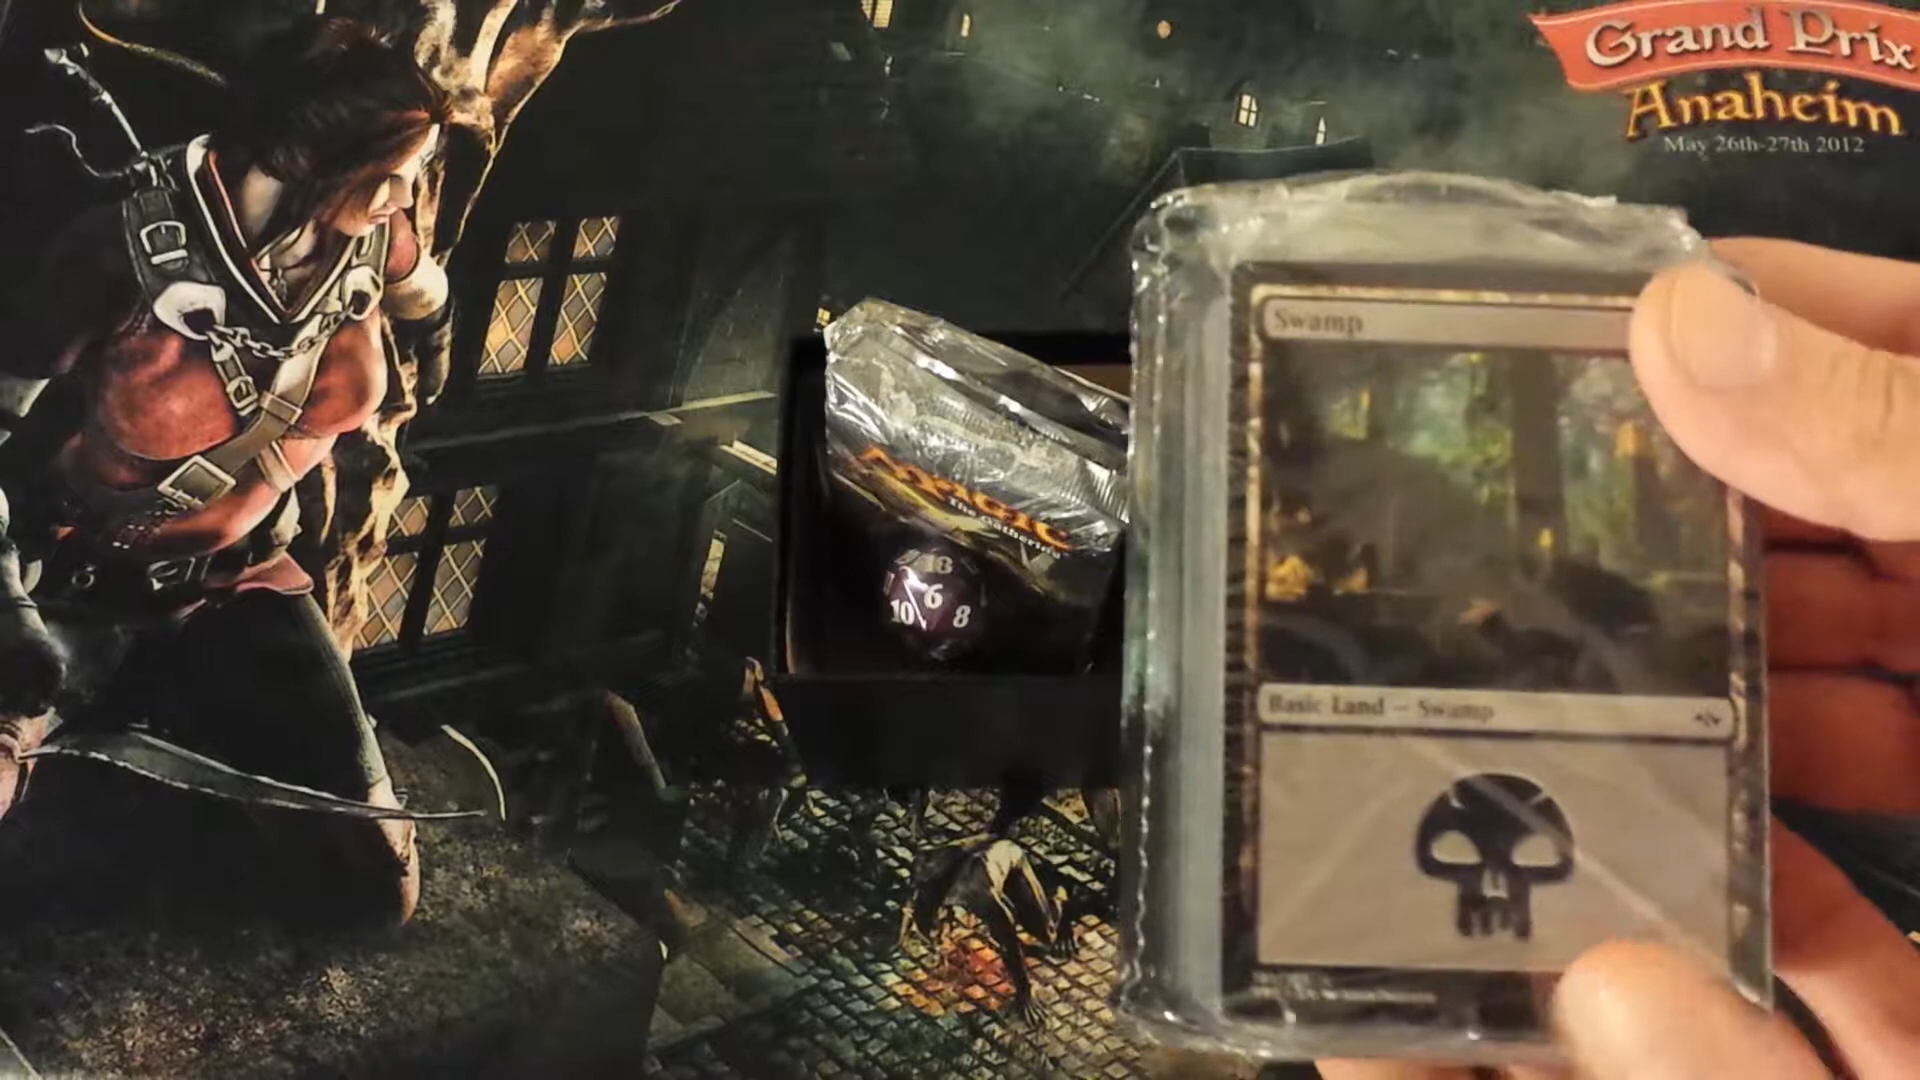 Grand Prix
Anaheim
May 26th-27th 2012
Swamp
Magic
The Gathering
18
6
10
8
Basic Land — Swamp